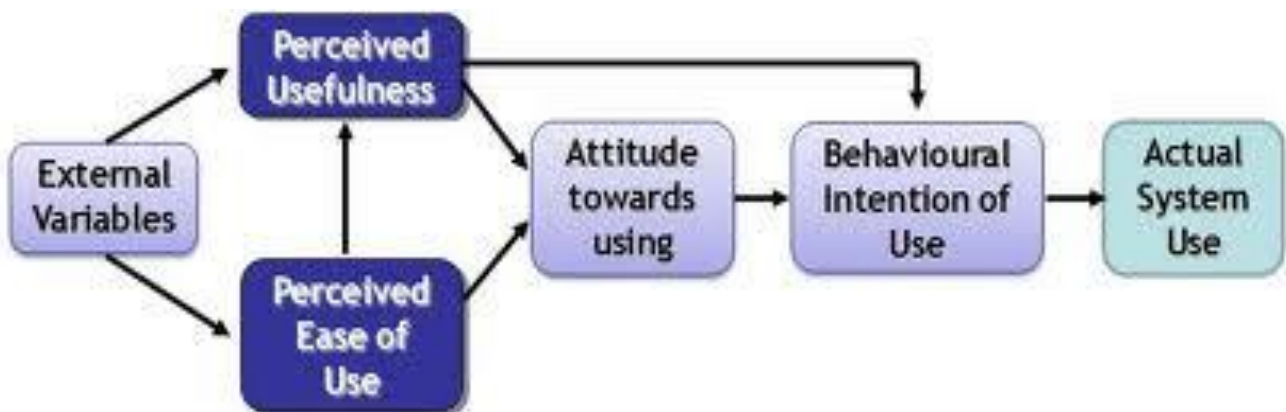 External
Variables
Perceived
Usefulness
Perceived
Ease of
Use
Attitude
towards
using
Behavioural
Intention of
Use
Actual
System
Use